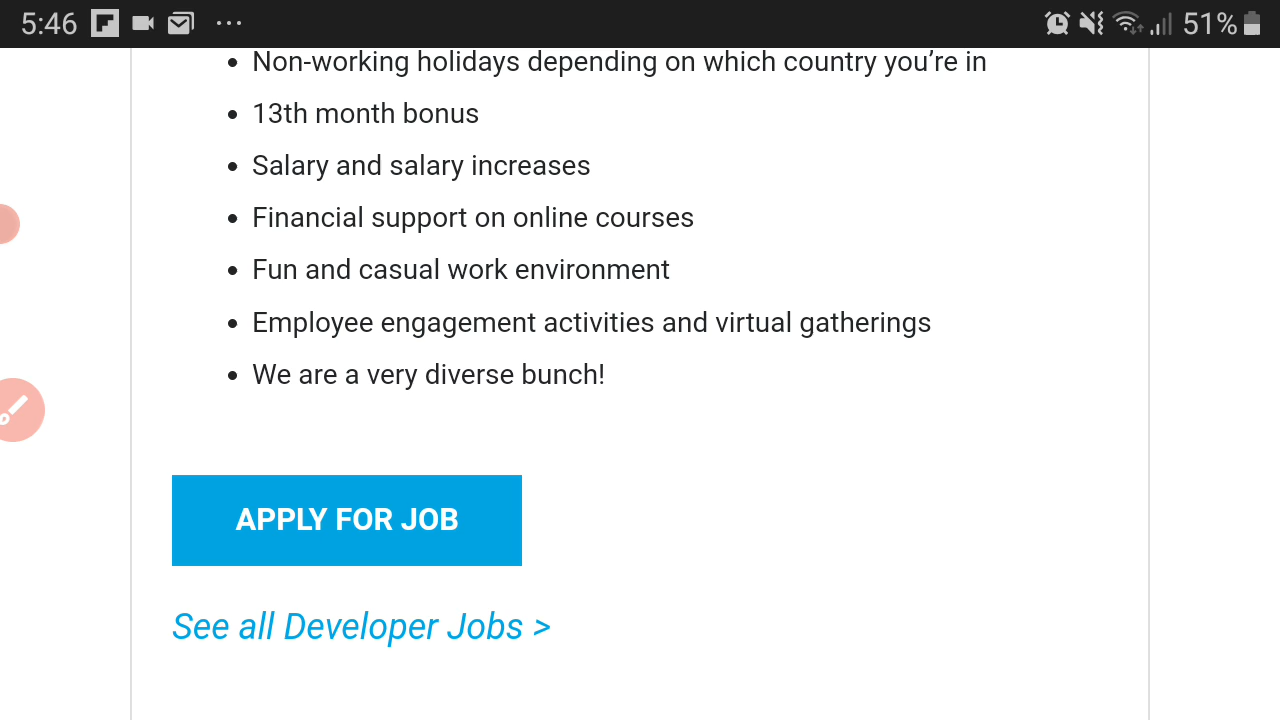 5:46
51%
Non-working holidays depending on which country you’re in
13th month bonus
Salary and salary increases
Financial support on online courses
Fun and casual work environment
Employee engagement activities and virtual gatherings
We are a very diverse bunch!
APPLY FOR JOB
See all Developer Jobs >